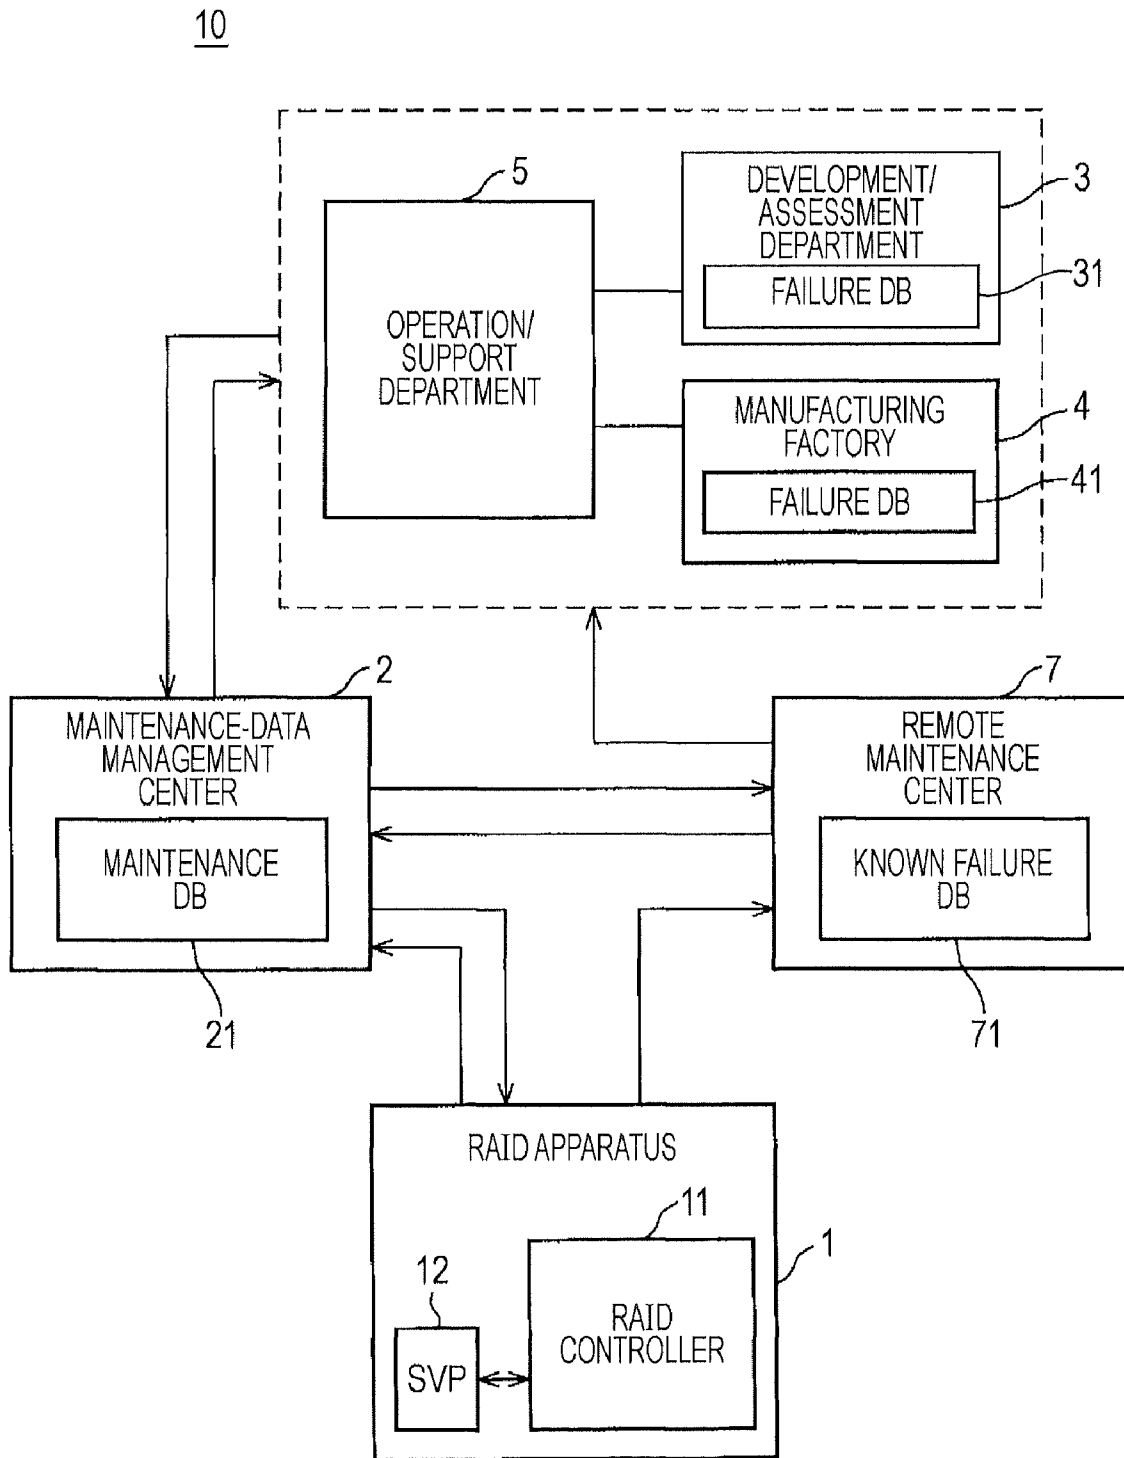 10
5
DEVELOPMENT/
ASSESSMENT
DEPARTMENT
3
FAILURE DB
31
OPERATION/
SUPPORT
DEPARTMENT
MANUFACTURING
FACTORY
4
FAILURE DB
41
2
MAINTENANCE-DATA
MANAGEMENT
CENTER
MAINTENANCE
DB
21
7
REMOTE
MAINTENANCE
CENTER
KNOWN FAILURE
DB
71
RAID APPARATUS
11
1
12
RAID
CONTROLLER
SVP